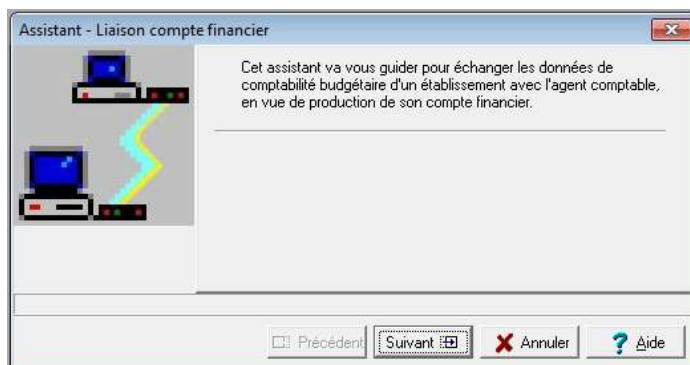 Assistant - Liaison compte financier
Cet assistant va vous guider pour échanger les données de
comptabilité budgétaire d'un établissement avec l'agent comptable,
en vue de production de son compte financier.
Précédent Suivant Annuler Aide